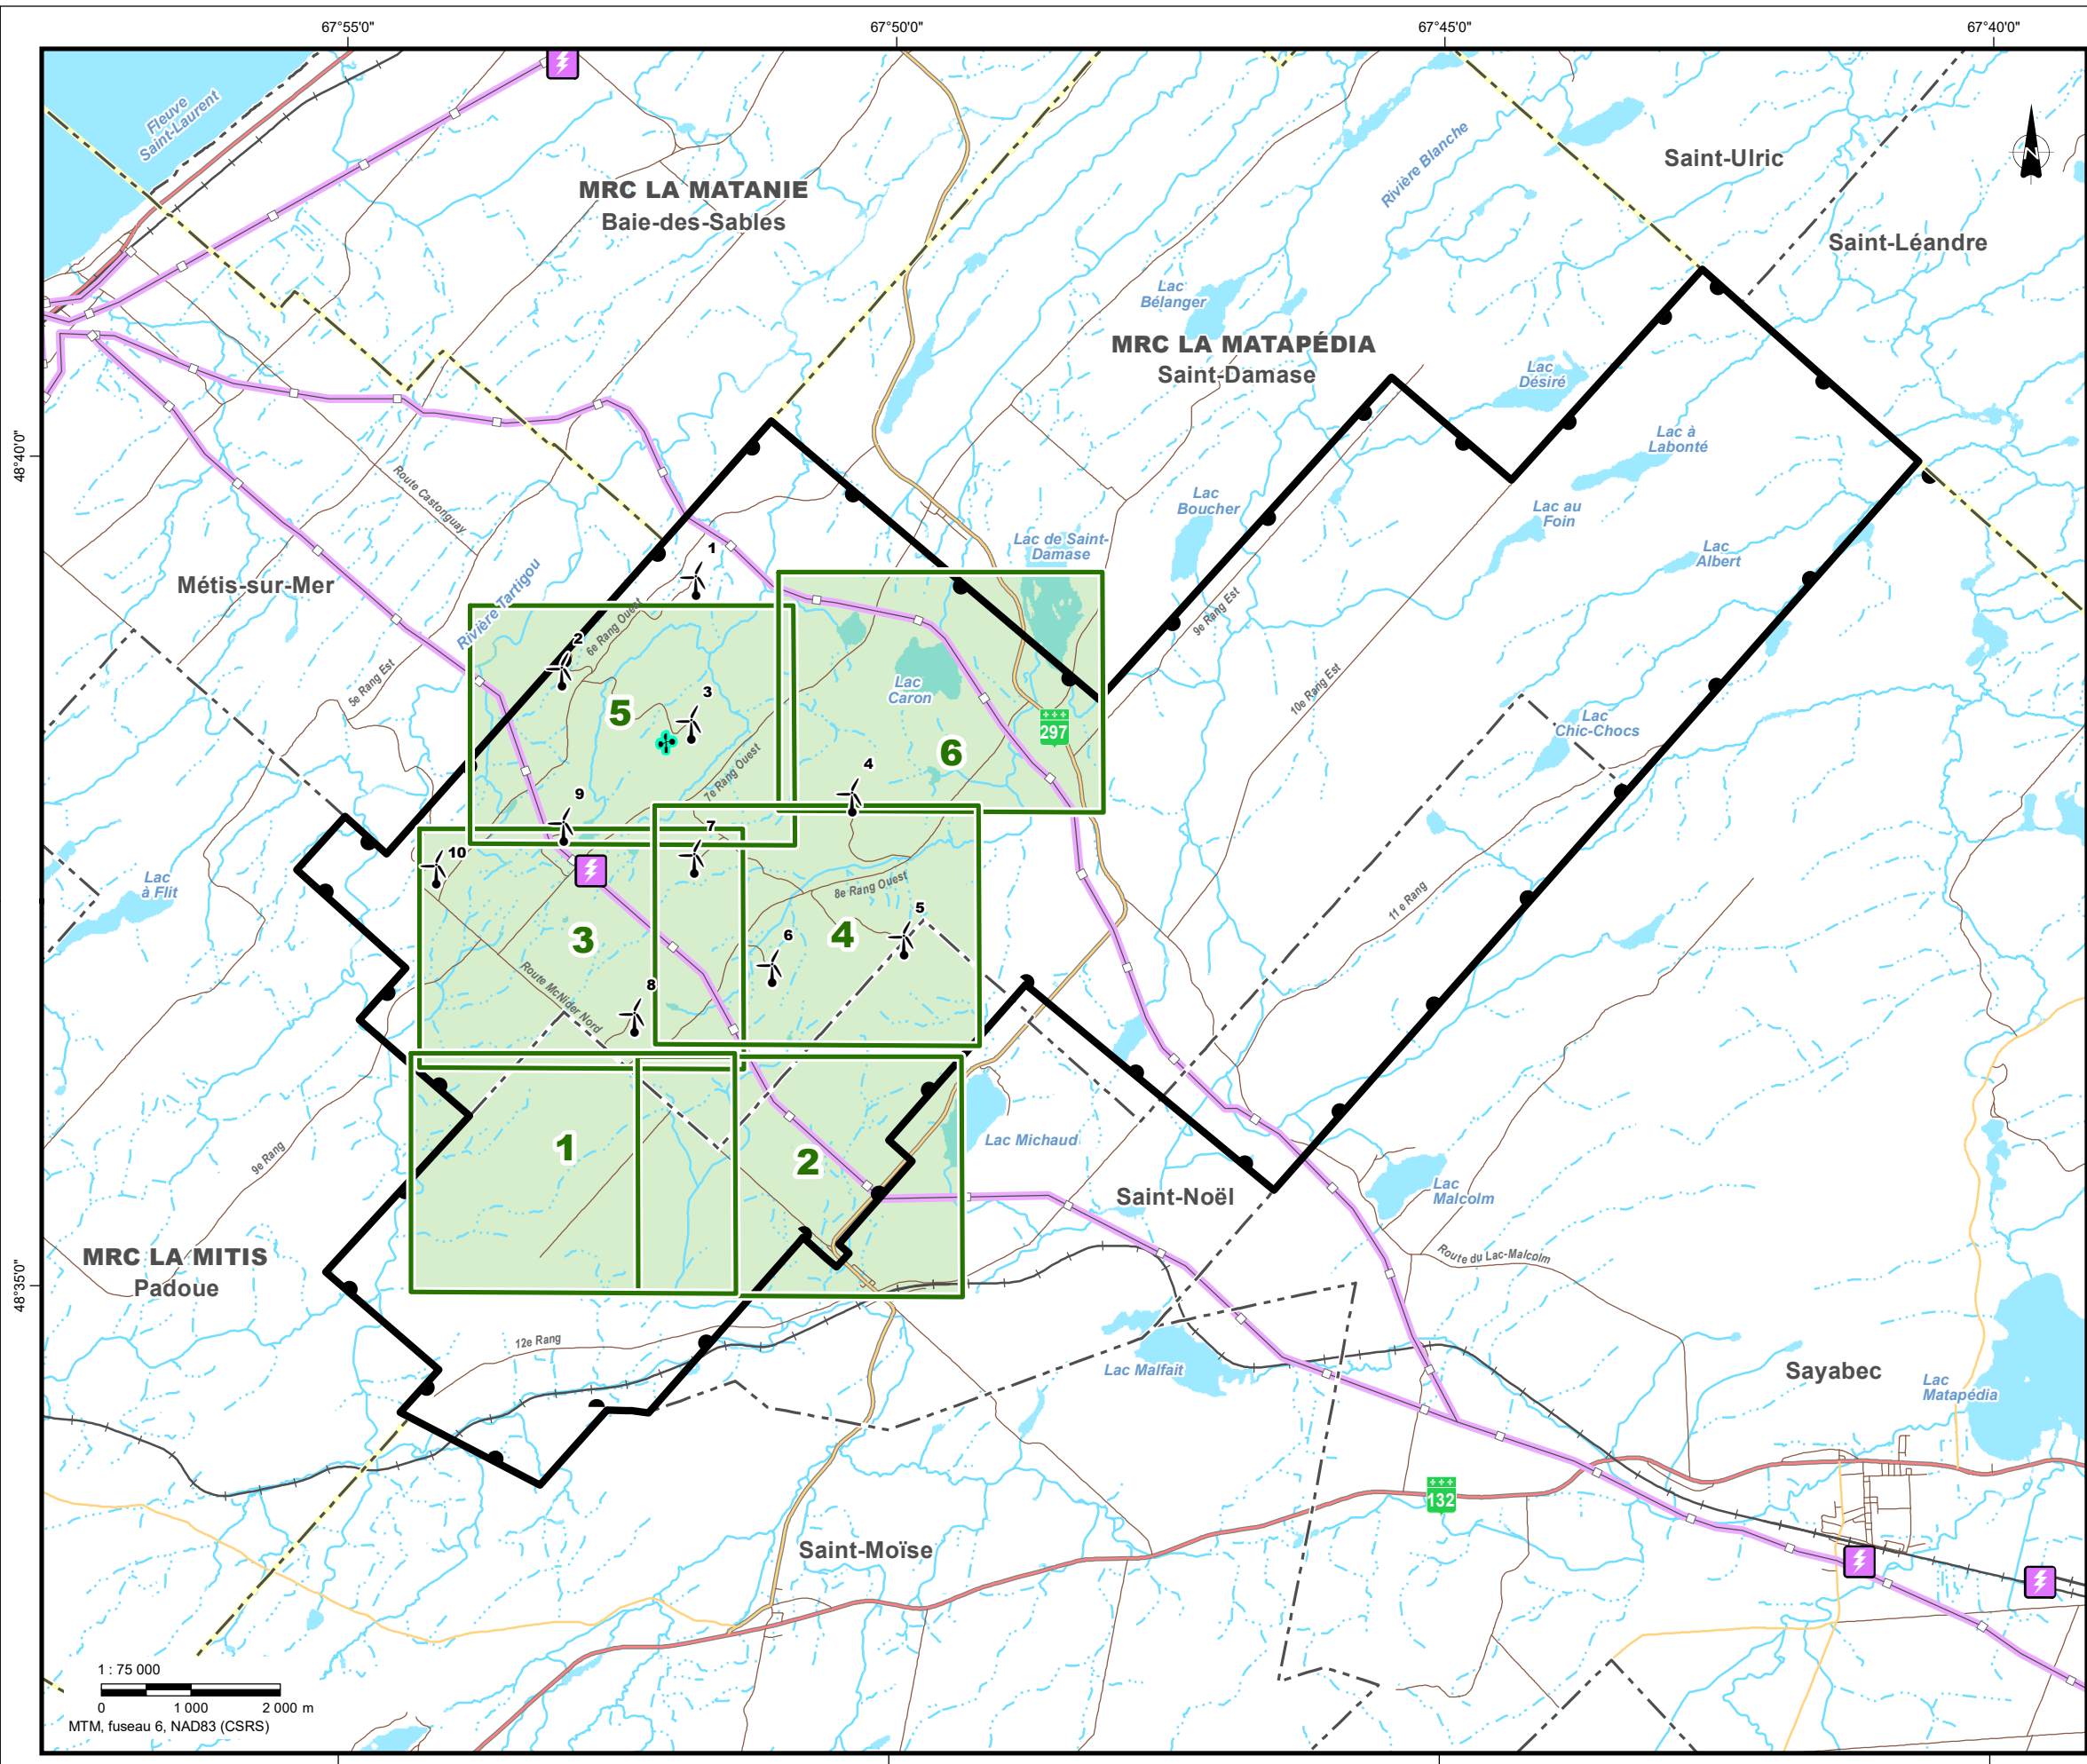 67°55'0"
67°50'0"
67°45'0"
67°40'0"
Fleuve
Saint-Laurent
MRC LA MATANIE
Baie-des-Sables
Rivière Blanche
Saint-Ulric
N
Saint-Léandre
Lac
Bélanger
MRC LA MATAPÉDIA
Saint-Damase
Lac
Désiré
Lac à
Labonté
48°40'0"
Route Castonguay
Lac
Boucher
Lac au
Foin
Lac de Saint-
Damase
Lac
Albert
1
Métis-sur-Mer
Rivière Tartigou
6e Rang Ouest
9e Rang Est
2
5e Rang Est
Lac
Caron
10e Rang Est
3
5
297
Lac
Chic-Chocs
6
7e Rang Ouest
4
9
7
10
Lac
à Flit
8e Rang Ouest
11 e Rang
5
3
4
6
Route McNider Nord
8
9e Rang
1
2
Lac Michaud
Saint-Noël
Lac
Malcolm
MRC LA MITIS
Padoue
Route du Lac-Malcolm
48°35'0"
12e Rang
Lac Malfait
Sayabec
Lac
Matapédia
132
Saint-Moïse
1 : 75 000
0 1 000 2 000 m
MTM, fuseau 6, NAD83 (CSRS)